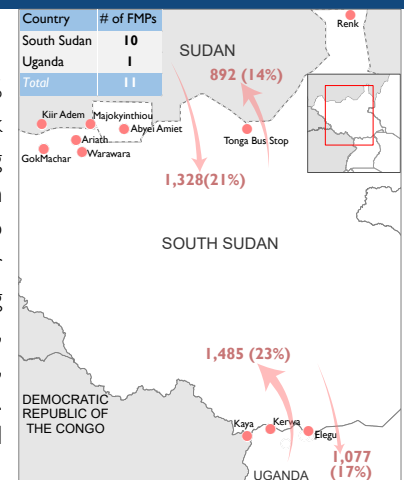 Country # of FMPs
South Sudan 10
Uganda 1
Total 11
Renk
SUDAN
892 (14%)
Kiir Adem
Majokyinthiou
Abyei Amiet
Tonga Bus Stop
Ariath
GokMachar
Warawara
1,328(21%)
SOUTH SUDAN
1,485 (23%)
DEMOCRATIC
REPUBLIC OF
THE CONGO
Kaya
Kerwa
Elegu
1,077
(17%)
UGANDA